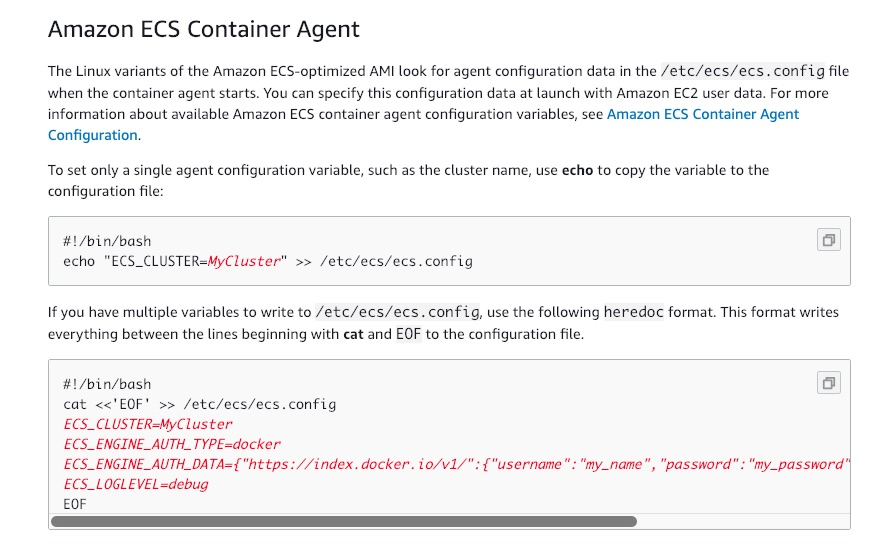 Amazon ECS Container Agent
The Linux variants of the Amazon ECS-optimized AMI look for agent configuration data in the /etc/ecs/ecs.config file
when the container agent starts. You can specify this configuration data at launch with Amazon EC2 user data. For more
information about available Amazon ECS container agent configuration variables, see Amazon ECS Container Agent
Configuration.
To set only a single agent configuration variable, such as the cluster name, use echo to copy the variable to the
configuration file:
#!/bin/bash
echo "ECS_CLUSTER=MyCluster" >> /etc/ecs/ecs.config
If you have multiple variables to write to /etc/ecs/ecs.config, use the following heredoc format. This format writes
everything between the lines beginning with cat and EOF to the configuration file.
#!/bin/bash
cat <<'EOF' >> /etc/ecs/ecs.config
ECS_CLUSTER=MyCluster
ECS_ENGINE_AUTH_TYPE=docker
ECS_ENGINE_AUTH_DATA={"https://index.docker.io/v1/":{"username":"my_name","password":"my_password"
ECS_LOGLEVEL=debug
EOF